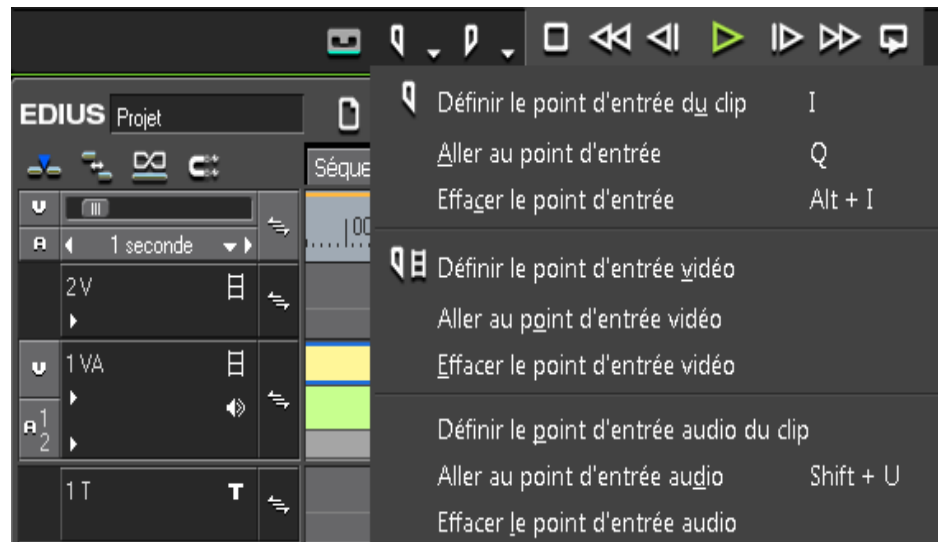 EDIUS Projet
Séque
1 seconde
00
2 V
1 VA
1
2
1 T
T
Définir le point d'entrée du clip I
Aller au point d'entrée Q
Effacer le point d'entrée Alt + I
Définir le point d'entrée vidéo
Aller au point d'entrée vidéo
Effacer le point d'entrée vidéo
Définir le point d'entrée audio du clip
Aller au point d'entrée audio Shift + U
Effacer le point d'entrée audio